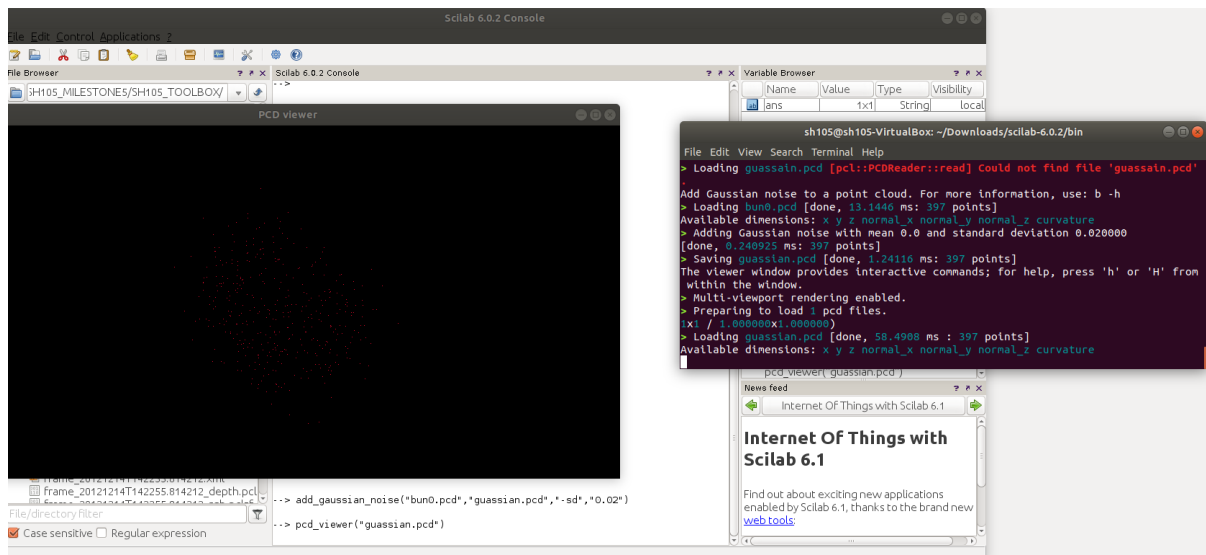 Scilab 6.0.2 Console
File Edit Control Applications ?
File Browser ? ↗ X
Scilab 6.0.2 Console ? ↗ X
Variable Browser ? ↗ X
SH105_MILESTONES/SH105_TOOLBOX/
-->
Name Value Type Visibility
ans 1x1 String local
PCD viewer
sh105@sh105-VirtualBox: ~/Downloads/scilab-6.0.2/bin
File Edit View Search Terminal Help
> Loading guassain.pcd [pcl::PCDReader::read] Could not find file 'guassain.pcd'
.
Add Gaussian noise to a point cloud. For more information, use: b -h
> Loading bun0.pcd [done, 13.1446 ms: 397 points]
Available dimensions: x y z normal_x normal_y normal_z curvature
> Adding Gaussian noise with mean 0.0 and standard deviation 0.020000
[done, 0.240925 ms: 397 points]
> Saving guassian.pcd [done, 1.24116 ms: 397 points]
The viewer window provides interactive commands; for help, press 'h' or 'H' from
within the window.
> Multi-viewport rendering enabled.
> Preparing to load 1 pcd files.
1x1 / 1.000000x1.000000)
> Loading guassian.pcd [done, 58.4908 ms : 397 points]
Available dimensions: x y z normal_x normal_y normal_z curvature
pcd_viewer("guassian.pcd")
News feed ? ↗ X
Internet Of Things with Scilab 6.1
Internet Of Things with
Scilab 6.1
Find out about exciting new applications
enabled by Scilab 6.1, thanks to the brand new
web tools:
frame_20121214T142255.814212.xml
frame_20121214T142255.814212_depth.pcl
File/directory filter
Case sensitive Regular expression
--> add_gaussian_noise("bun0.pcd","guassian.pcd","-sd","0.02")
--> pcd_viewer("guassian.pcd")